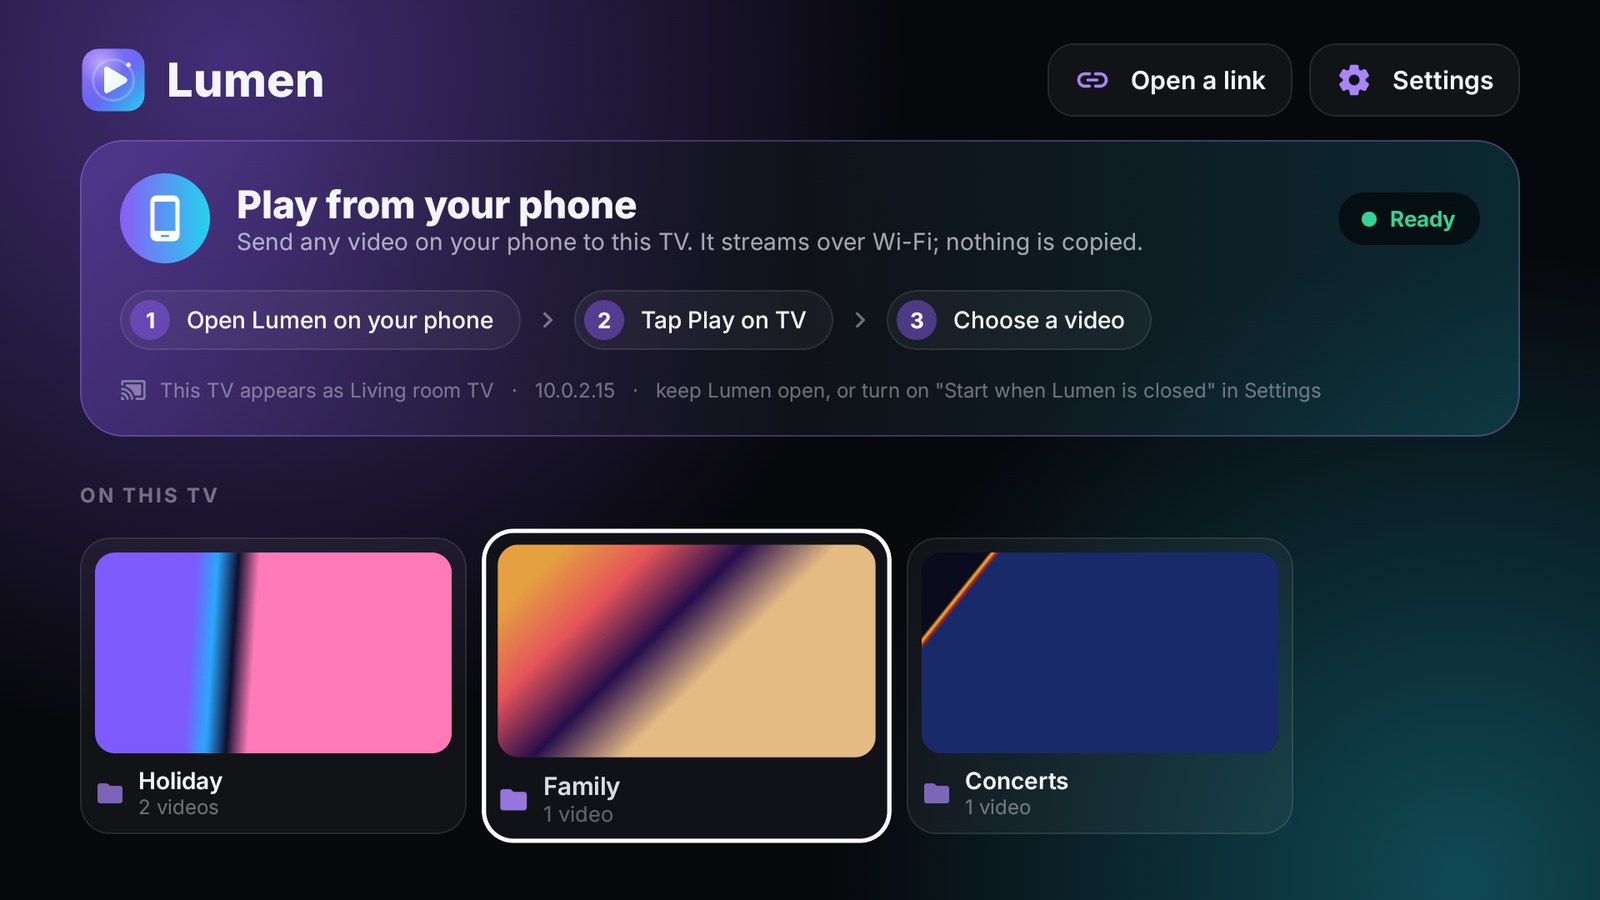 Lumen
Open a link
Settings
Play from your phone
Send any video on your phone to this TV. It streams over Wi-Fi; nothing is copied.
Ready
1 Open Lumen on your phone
2 Tap Play on TV
3 Choose a video
This TV appears as Living room TV · 10.0.2.15 · keep Lumen open, or turn on "Start when Lumen is closed" in Settings
ON THIS TV
Holiday
2 videos
Family
1 video
Concerts
1 video